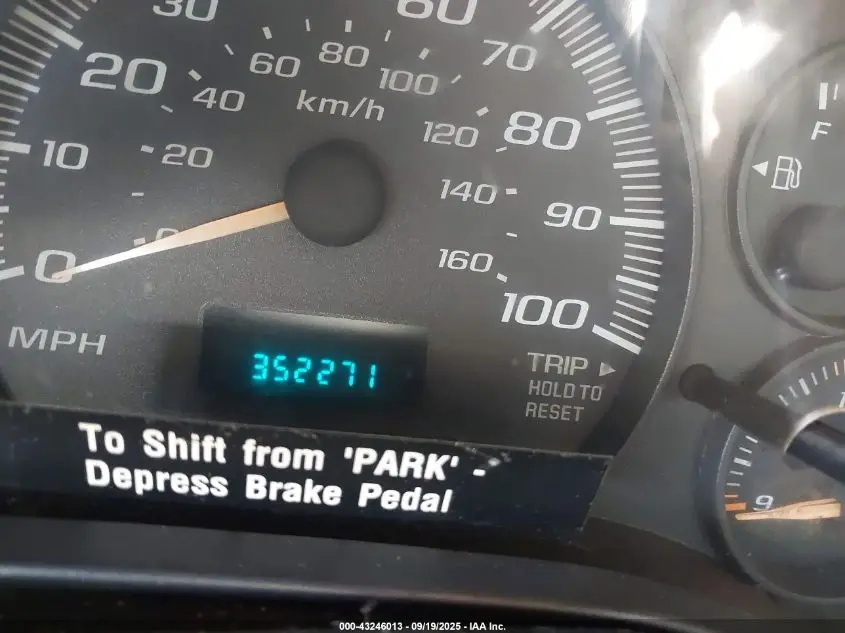 30
60
20
60
80
100
70
40
km/h
120
80
10
20
140
90
0
0
160
100
MPH
352271
TRIP
HOLD TO
RESET
F
9
To Shift from 'PARK' -
Depress Brake Pedal
000-43246013 - 09/19/2025 - IAA Inc.